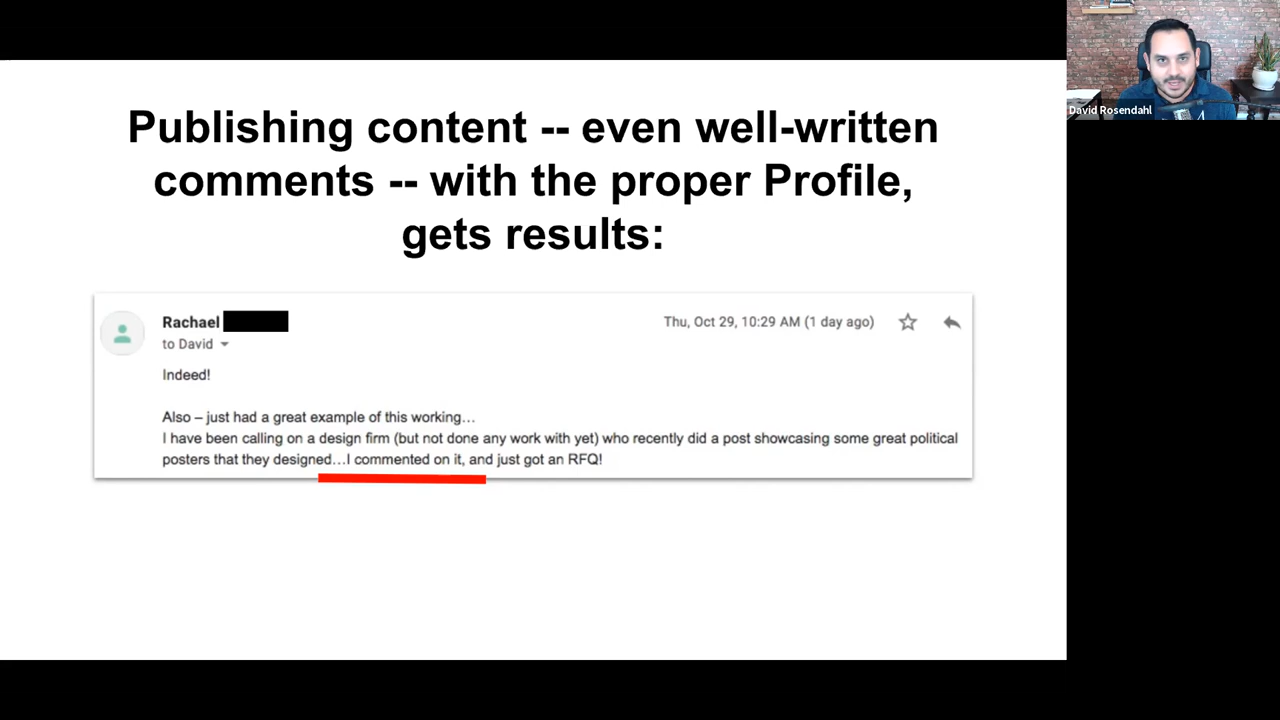 Publishing content -- even well-written
comments -- with the proper Profile,
gets results:
Rachael
Thu, Oct 29, 10:29 AM (1 day ago)
to David
Indeed!
Also – just had a great example of this working…
I have been calling on a design firm (but not done any work with yet) who recently did a post showcasing some great political
posters that they designed…I commented on it, and just got an RFQ!
David Rosendahl